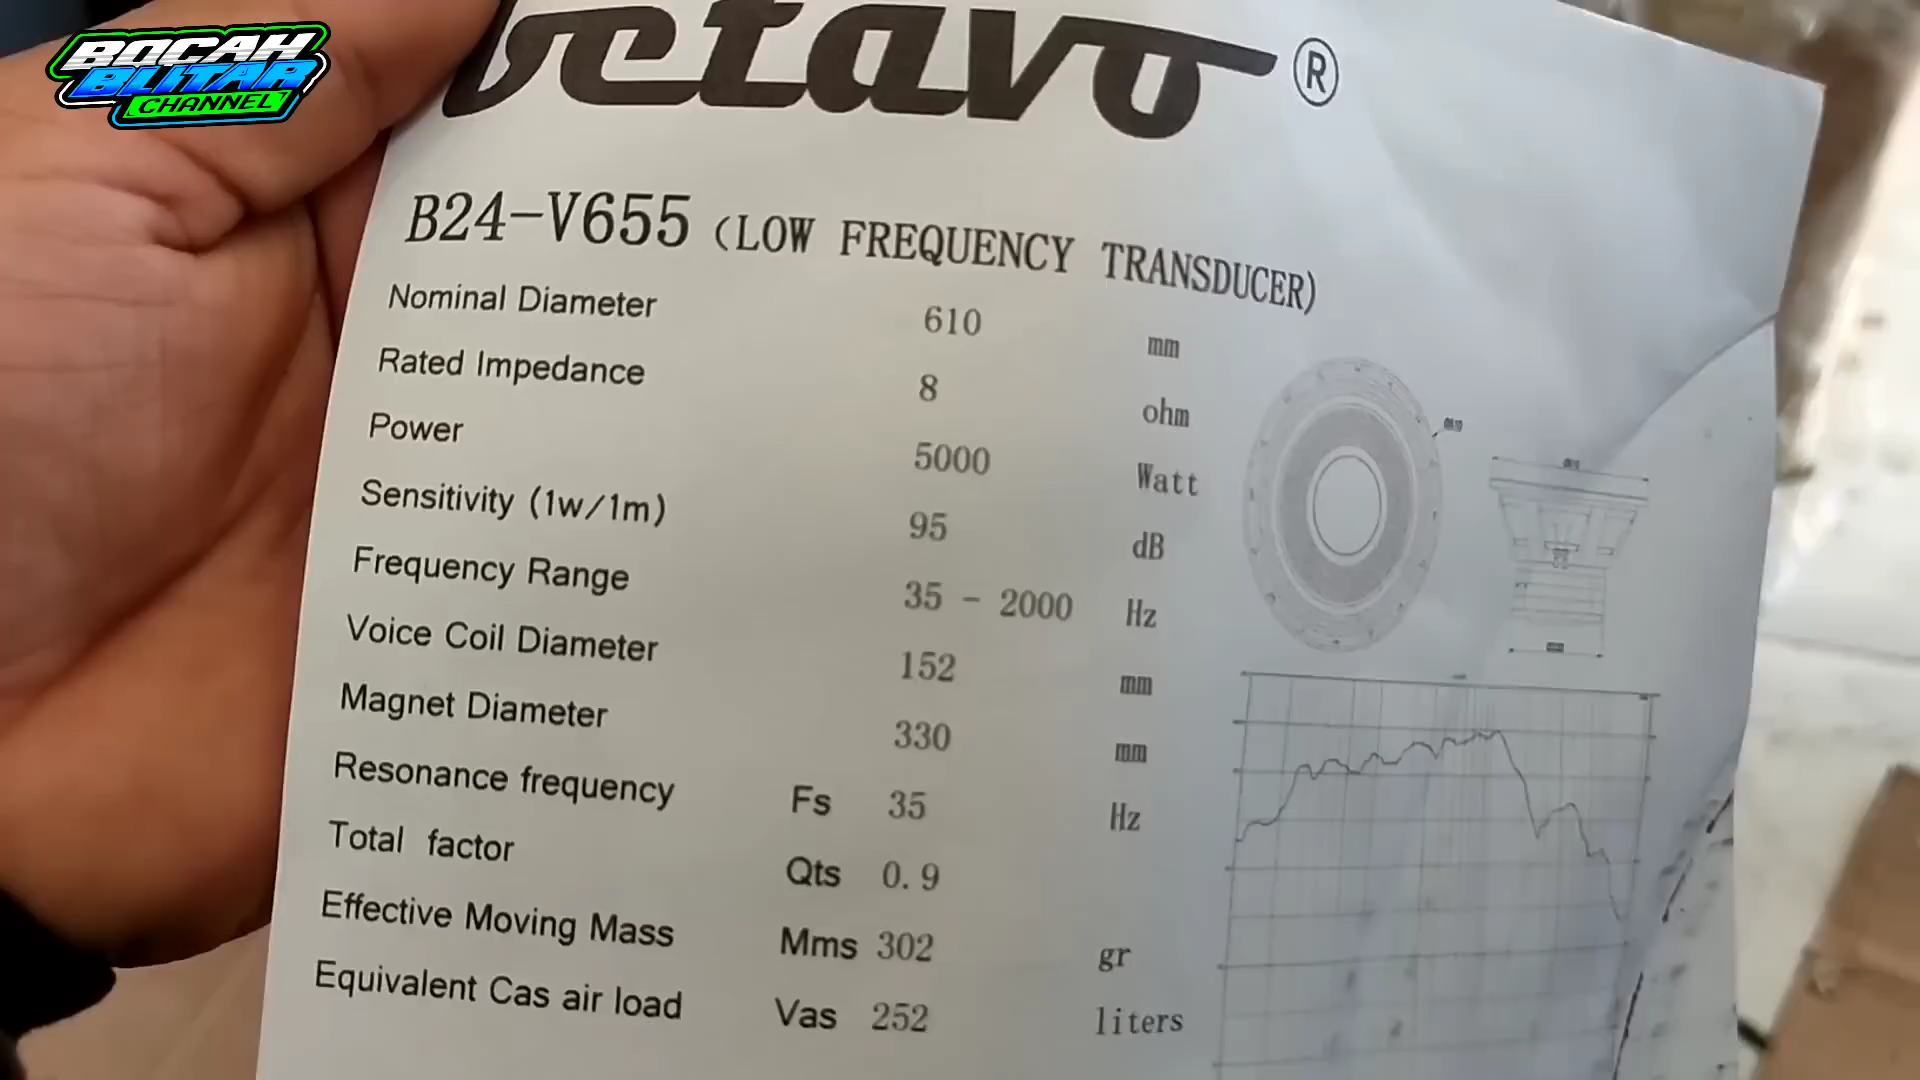 BOCAH
BLITAR
CHANNEL
Octavo®
B24-V655 (LOW FREQUENCY TRANSDUCER)
Nominal Diameter 610 mm
Rated Impedance 8 ohm
Power 5000 Watt
Sensitivity (1w/1m) 95 dB
Frequency Range 35 - 2000 Hz
Voice Coil Diameter 152 mm
Magnet Diameter 330 mm
Resonance frequency Fs 35 Hz
Total factor Qts 0.9
Effective Moving Mass Mms 302 gr
Equivalent Cas air load Vas 252 liters